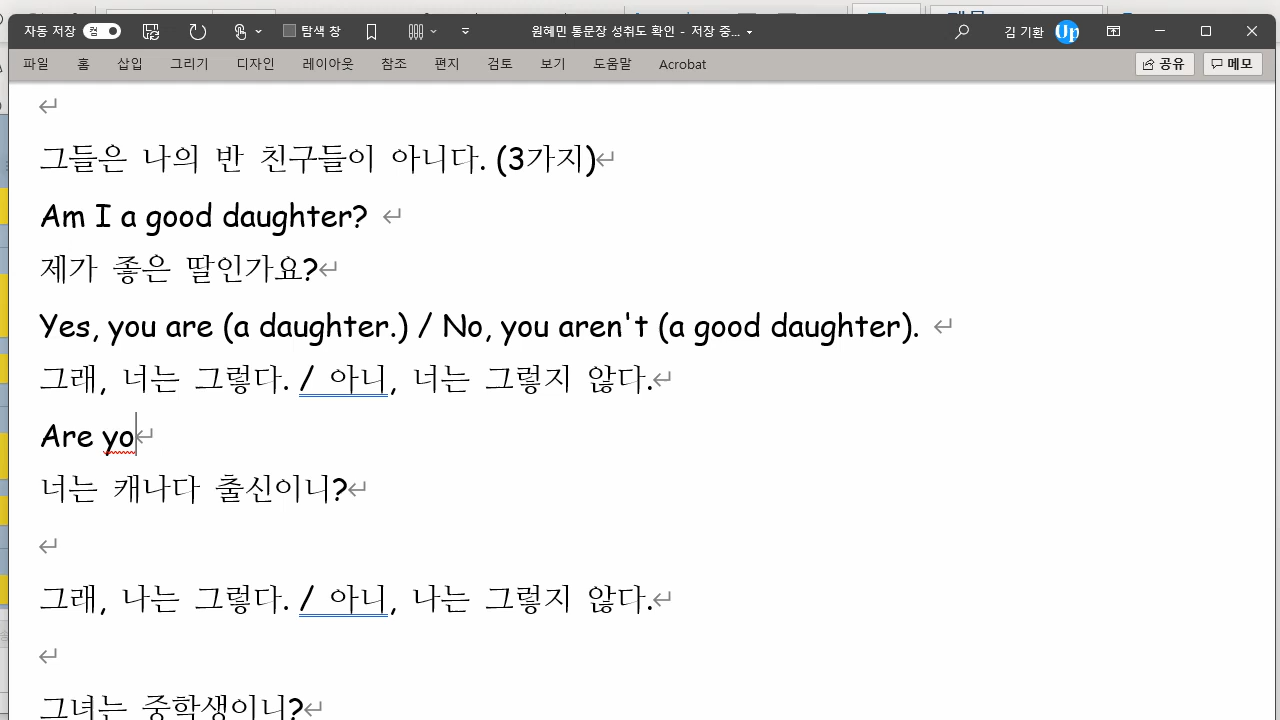 자동 저장 컴 탐색 창 원혜민 통문장 성취도 확인 - 저장 중... 김 기환 Up
파일 홈 삽입 그리기 디자인 레이아웃 참조 편지 검토 보기 도움말 Acrobat 공유 메모
그들은 나의 반 친구들이 아니다. (3가지)
Am I a good daughter?
제가 좋은 딸인가요?
Yes, you are (a daughter.) / No, you aren't (a good daughter).
그래, 너는 그렇다. / 아니, 너는 그렇지 않다.
Are yo
너는 캐나다 출신이니?
그래, 나는 그렇다. / 아니, 나는 그렇지 않다.
그녀는 중학생이니?